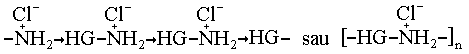 –N⁺H₂→HG–N⁺H₂→HG–N⁺H₂→HG– sau [–HG–N⁺H₂–]ₙ
Cl⁻ Cl⁻ Cl⁻ Cl⁻